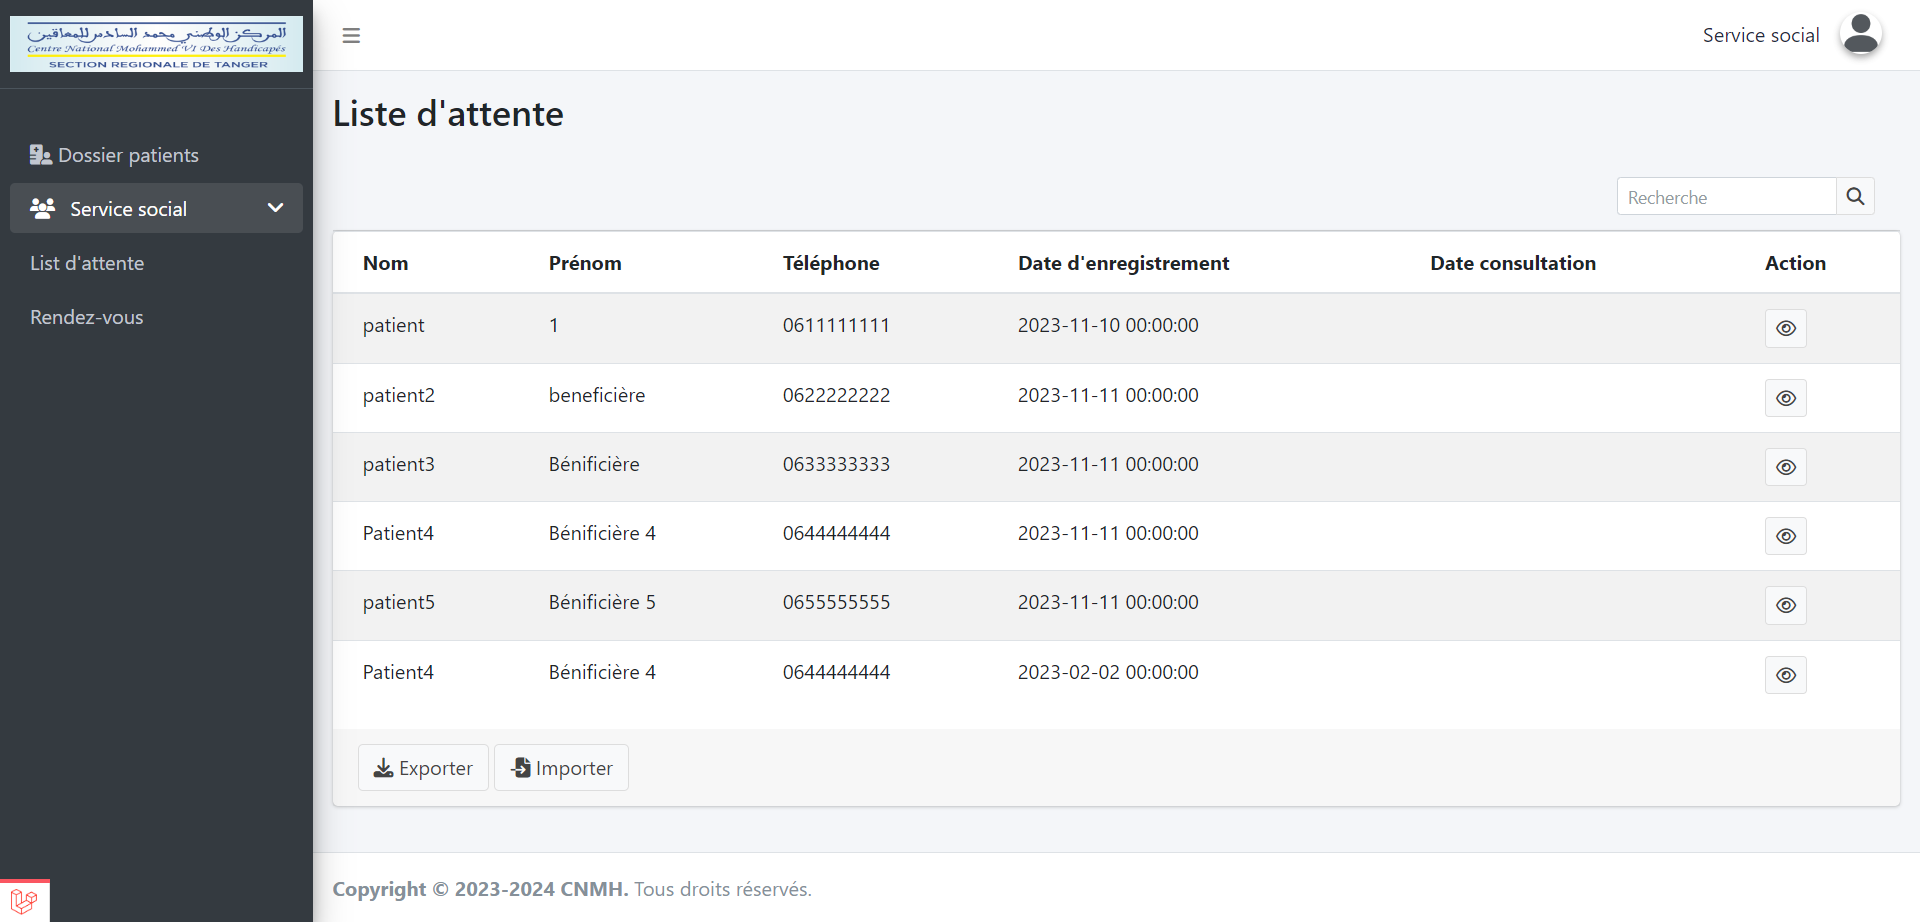 المركز الوطني محمد السادس للمعاقين
Centre National Mohammed VI Des Handicapés
SECTION REGIONALE DE TANGER
Dossier patients
Service social
List d'attente
Rendez-vous
Service social
Liste d'attente
Recherche
Nom Prénom Téléphone Date d'enregistrement Date consultation Action
patient 1 0611111111 2023-11-10 00:00:00
patient2 beneficière 0622222222 2023-11-11 00:00:00
patient3 Bénificière 0633333333 2023-11-11 00:00:00
Patient4 Bénificière 4 0644444444 2023-11-11 00:00:00
patient5 Bénificière 5 0655555555 2023-11-11 00:00:00
Patient4 Bénificière 4 0644444444 2023-02-02 00:00:00
Exporter Importer
Copyright © 2023-2024 CNMH. Tous droits réservés.